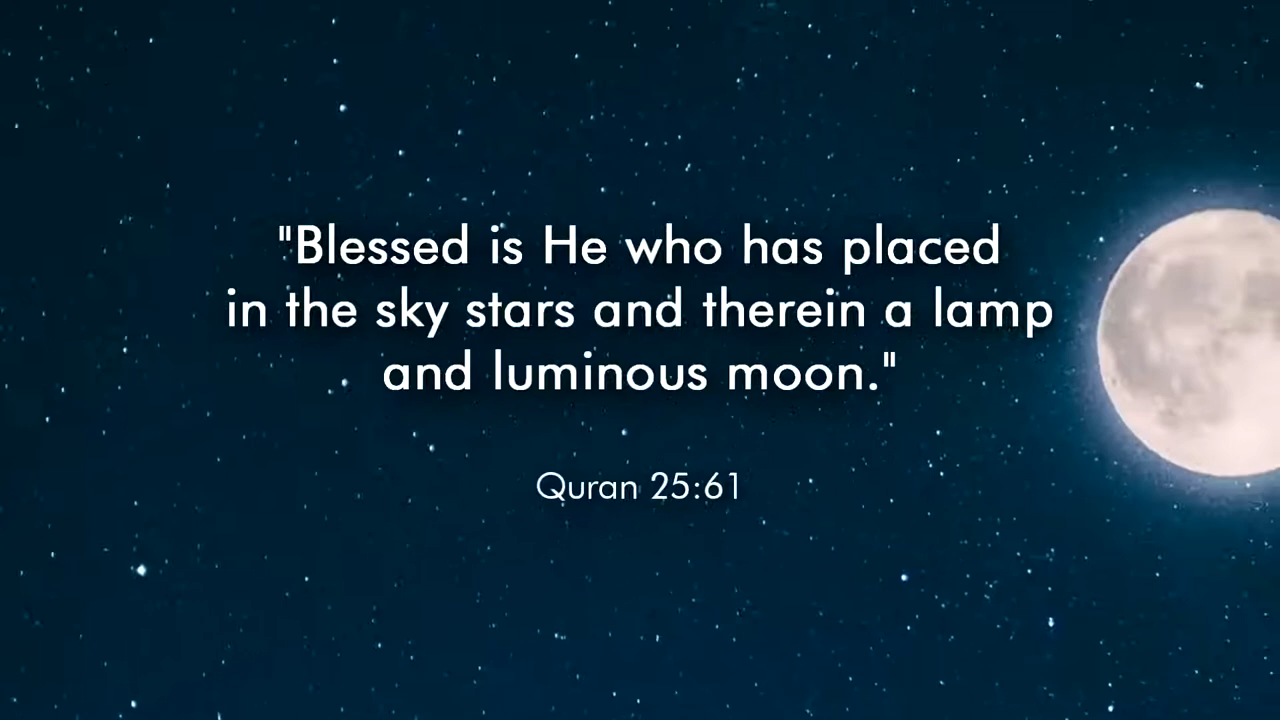 "Blessed is He who has placed
in the sky stars and therein a lamp
and luminous moon."
Quran 25:61